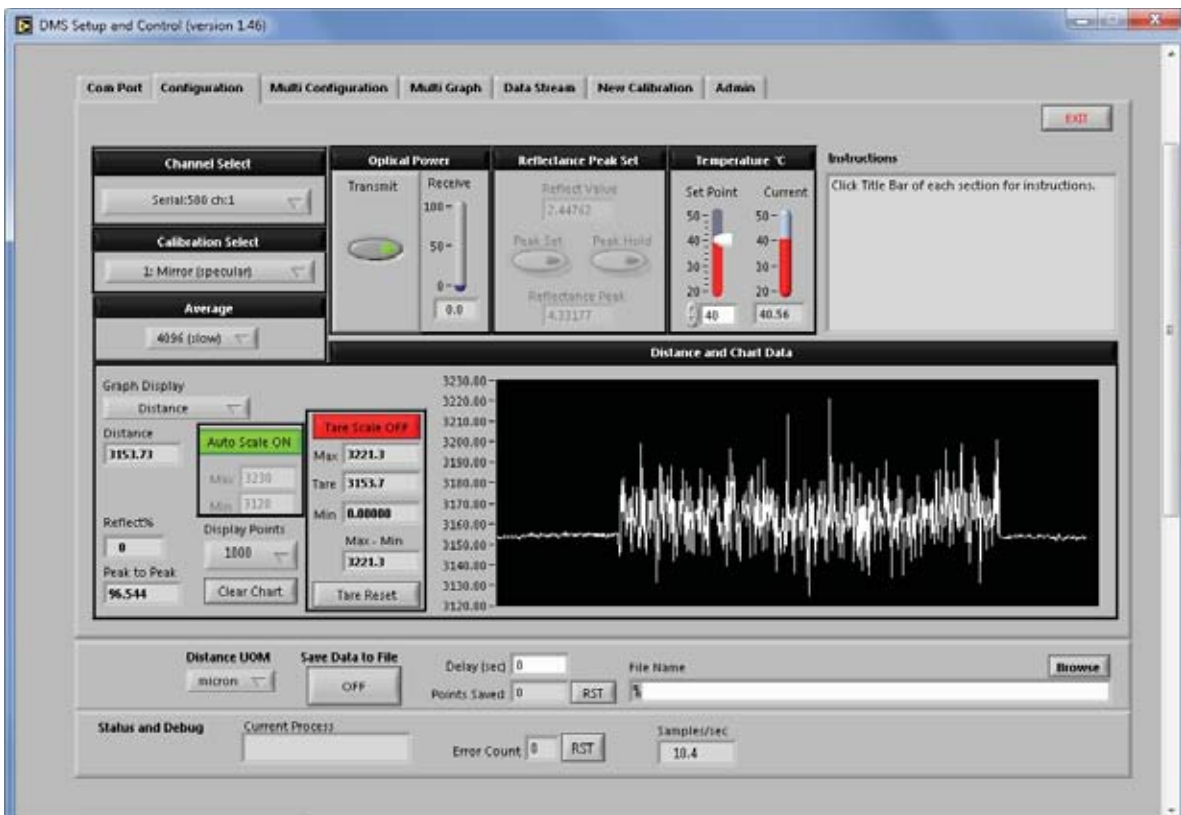 DMS Setup and Control (version 1.46)
Com Port Configuration Multi Configuration Multi Graph Data Stream New Calibration Admin
EXIT
Channel Select
Serial:580 ch:1
Calibration Select
1: Mirror (specular)
Average
4096 (slow)
Optical Power
Transmit Receive
100
50
0
0.0
Reflectance Peak Set
Reflect Value
2.44762
Peak Set Peak Hold
Reflectance Peak
4.33177
Temperature °C
Set Point Current
50 50
40 40
30 30
20 20
40 40.56
Instructions
Click Title Bar of each section for instructions.
Distance and Chart Data
Graph Display
Distance
Distance
3153.73
Reflect%
0
Peak to Peak
96.544
Auto Scale ON
Max 3230
Min 3120
Display Points
1000
Clear Chart
Tare Scale OFF
Max 3221.3
Tare 3153.7
Min 0.00000
Max - Min
3221.3
Tare Reset
3230.00
3220.00
3210.00
3200.00
3190.00
3180.00
3170.00
3160.00
3150.00
3140.00
3130.00
3120.00
Distance UOM
micron
Save Data to File
OFF
Delay (sec) 0
Points Saved 0 RST
File Name
%
Browse
Status and Debug
Current Process
Error Count 0 RST
Samples/sec
10.4